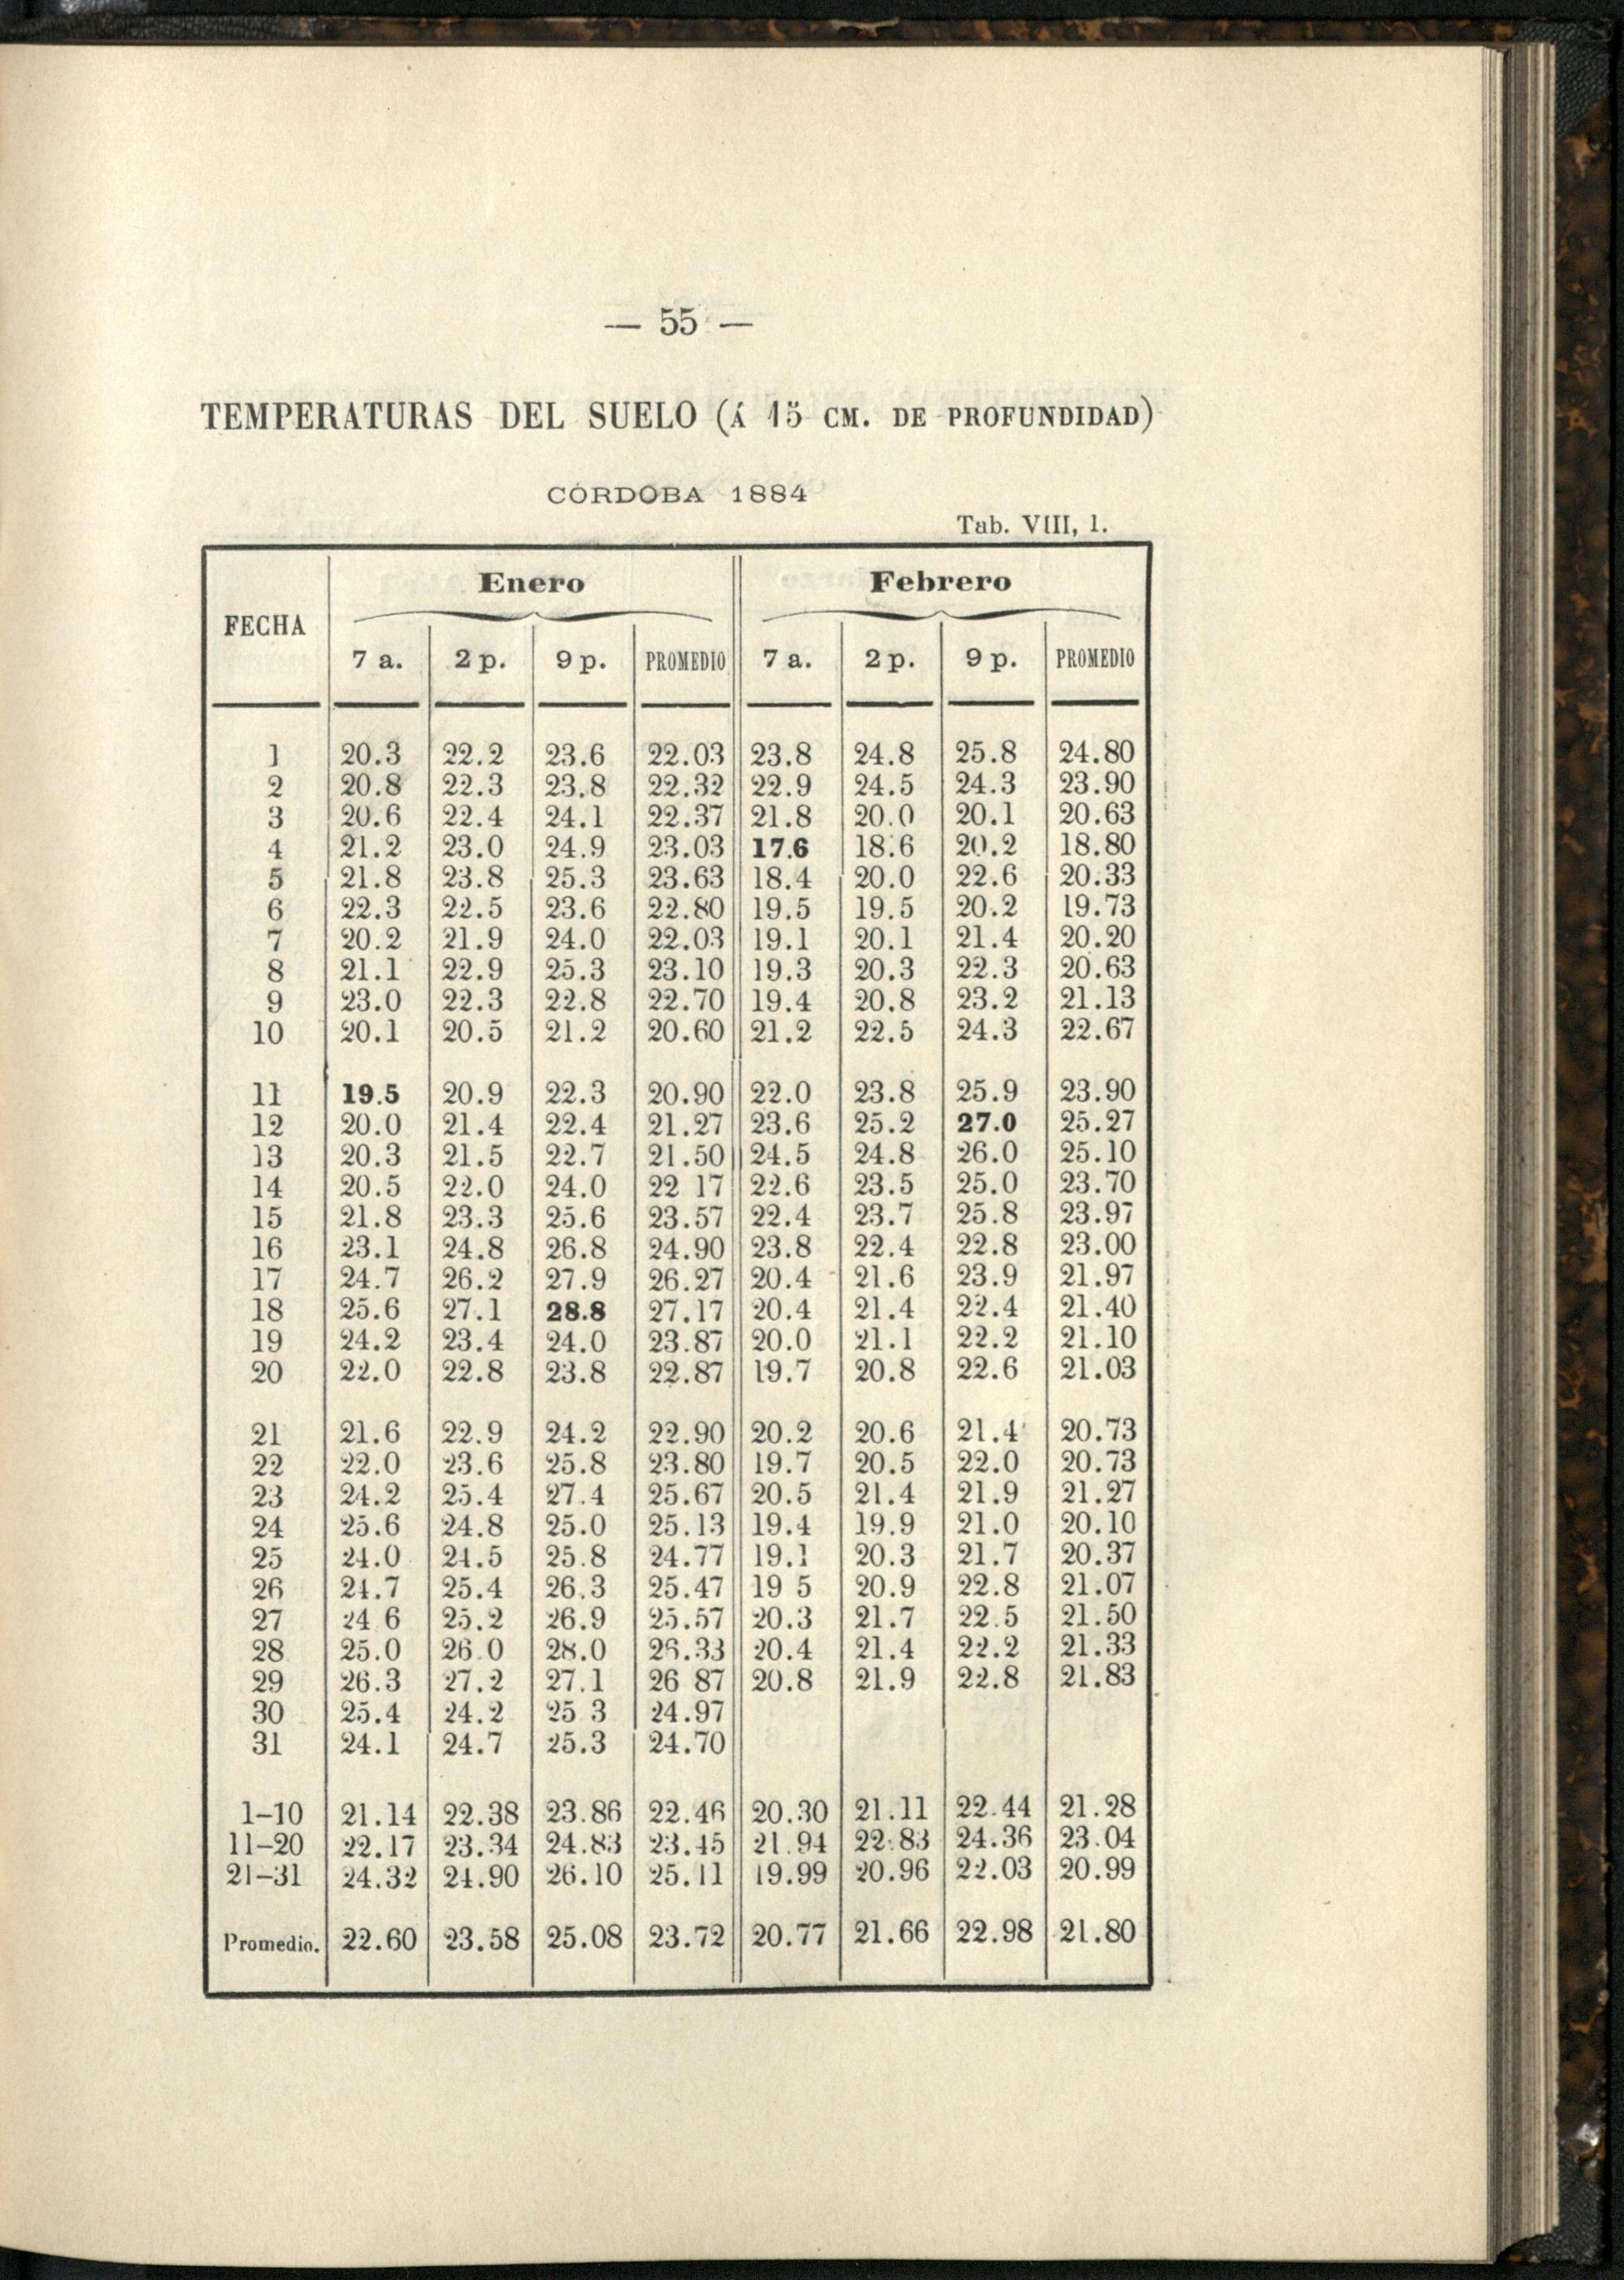 — 55 —
TEMPERATURAS DEL SUELO (Á 15 CM. DE PROFUNDIDAD)
CÓRDOBA 1884
Tab. VIII, 1.
FECHA Enero Febrero
7 a. 2 p. 9 p. PROMEDIO 7 a. 2 p. 9 p. PROMEDIO
1 20.3 22.2 23.6 22.03 23.8 24.8 25.8 24.80
2 20.8 22.3 23.8 22.32 22.9 24.5 24.3 23.90
3 20.6 22.4 24.1 22.37 21.8 20.0 20.1 20.63
4 21.2 23.0 24.9 23.03 17.6 18.6 20.2 18.80
5 21.8 23.8 25.3 23.63 18.4 20.0 22.6 20.33
6 22.3 22.5 23.6 22.80 19.5 19.5 20.2 19.73
7 20.2 21.9 24.0 22.03 19.1 20.1 21.4 20.20
8 21.1 22.9 25.3 23.10 19.3 20.3 22.3 20.63
9 23.0 22.3 22.8 22.70 19.4 20.8 23.2 21.13
10 20.1 20.5 21.2 20.60 21.2 22.5 24.3 22.67
11 19.5 20.9 22.3 20.90 22.0 23.8 25.9 23.90
12 20.0 21.4 22.4 21.27 23.6 25.2 27.0 25.27
13 20.3 21.5 22.7 21.50 24.5 24.8 26.0 25.10
14 20.5 22.0 24.0 22 17 22.6 23.5 25.0 23.70
15 21.8 23.3 25.6 23.57 22.4 23.7 25.8 23.97
16 23.1 24.8 26.8 24.90 23.8 22.4 22.8 23.00
17 24.7 26.2 27.9 26.27 20.4 21.6 23.9 21.97
18 25.6 27.1 28.8 27.17 20.4 21.4 22.4 21.40
19 24.2 23.4 24.0 23.87 20.0 21.1 22.2 21.10
20 22.0 22.8 23.8 22.87 19.7 20.8 22.6 21.03
21 21.6 22.9 24.2 22.90 20.2 20.6 21.4 20.73
22 22.0 23.6 25.8 23.80 19.7 20.5 22.0 20.73
23 24.2 25.4 27.4 25.67 20.5 21.4 21.9 21.27
24 25.6 24.8 25.0 25.13 19.4 19.9 21.0 20.10
25 24.0 24.5 25.8 24.77 19.1 20.3 21.7 20.37
26 24.7 25.4 26.3 25.47 19 5 20.9 22.8 21.07
27 24 6 25.2 26.9 25.57 20.3 21.7 22.5 21.50
28 25.0 26.0 28.0 26.33 20.4 21.4 22.2 21.33
29 26.3 27.2 27.1 26 87 20.8 21.9 22.8 21.83
30 25.4 24.2 25 3 24.97
31 24.1 24.7 25.3 24.70
1–10 21.14 22.38 23.86 22.46 20.30 21.11 22.44 21.28
11–20 22.17 23.34 24.83 23.45 21.94 22.83 24.36 23.04
21–31 24.32 24.90 26.10 25.11 19.99 20.96 22.03 20.99
Promedio. 22.60 23.58 25.08 23.72 20.77 21.66 22.98 21.80